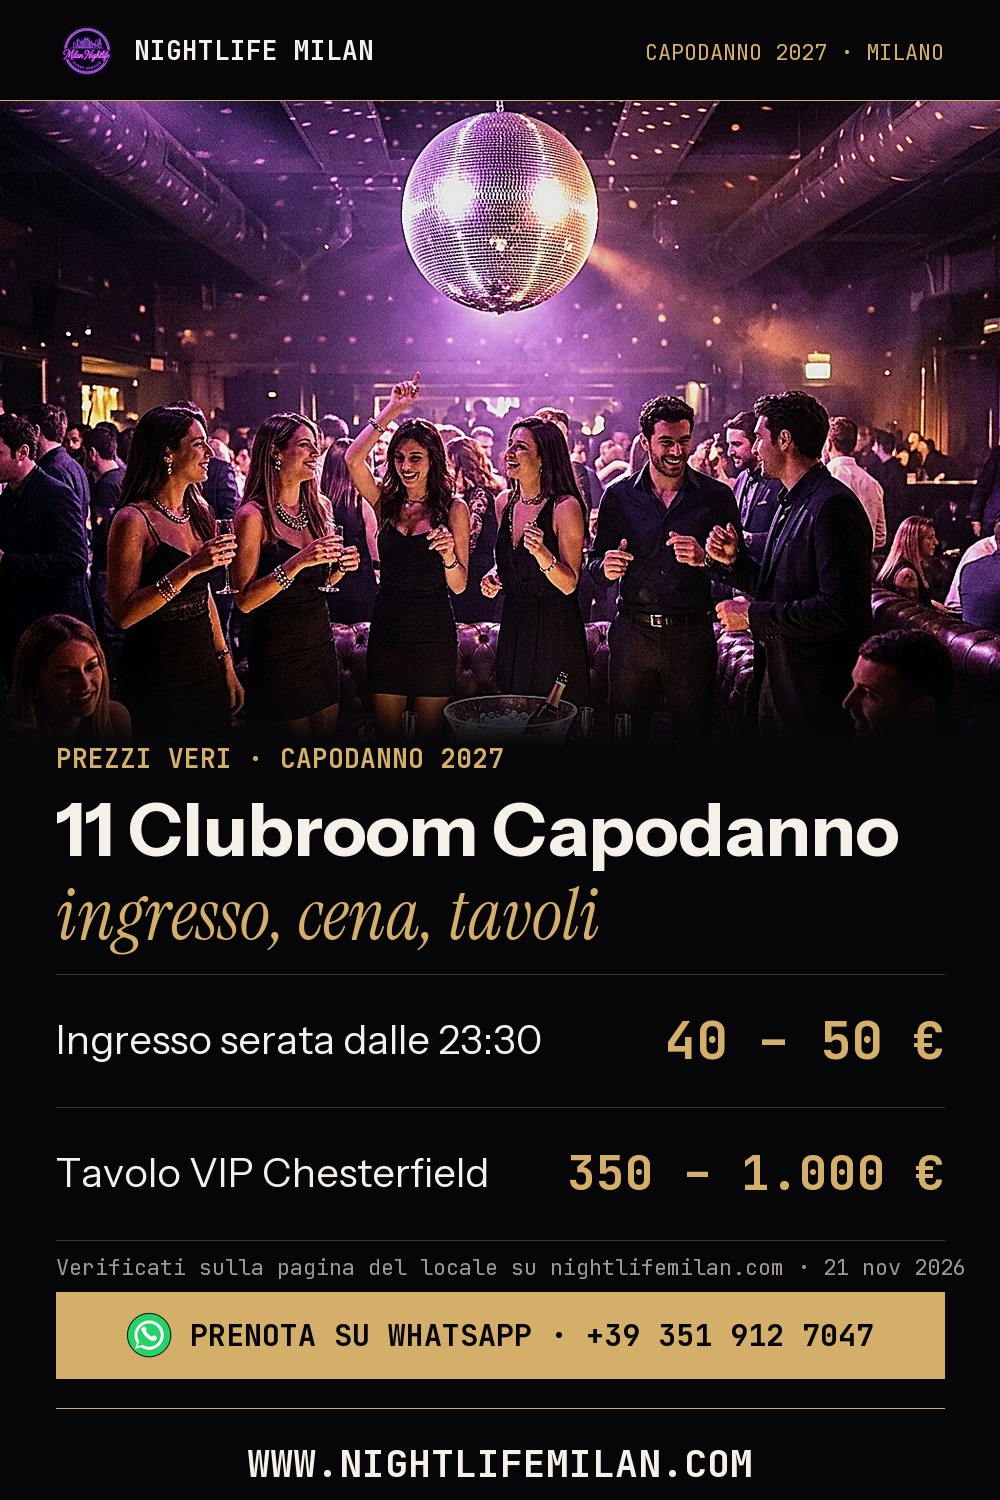 Milan Nightlife
NIGHTLIFE MILAN
CAPODANNO 2027 · MILANO
PREZZI VERI · CAPODANNO 2027
11 Clubroom Capodanno
ingresso, cena, tavoli
Ingresso serata dalle 23:30
40 – 50 €
Tavolo VIP Chesterfield
350 – 1.000 €
Verificati sulla pagina del locale su nightlifemilan.com · 21 nov 2026
PRENOTA SU WHATSAPP · +39 351 912 7047
WWW.NIGHTLIFEMILAN.COM